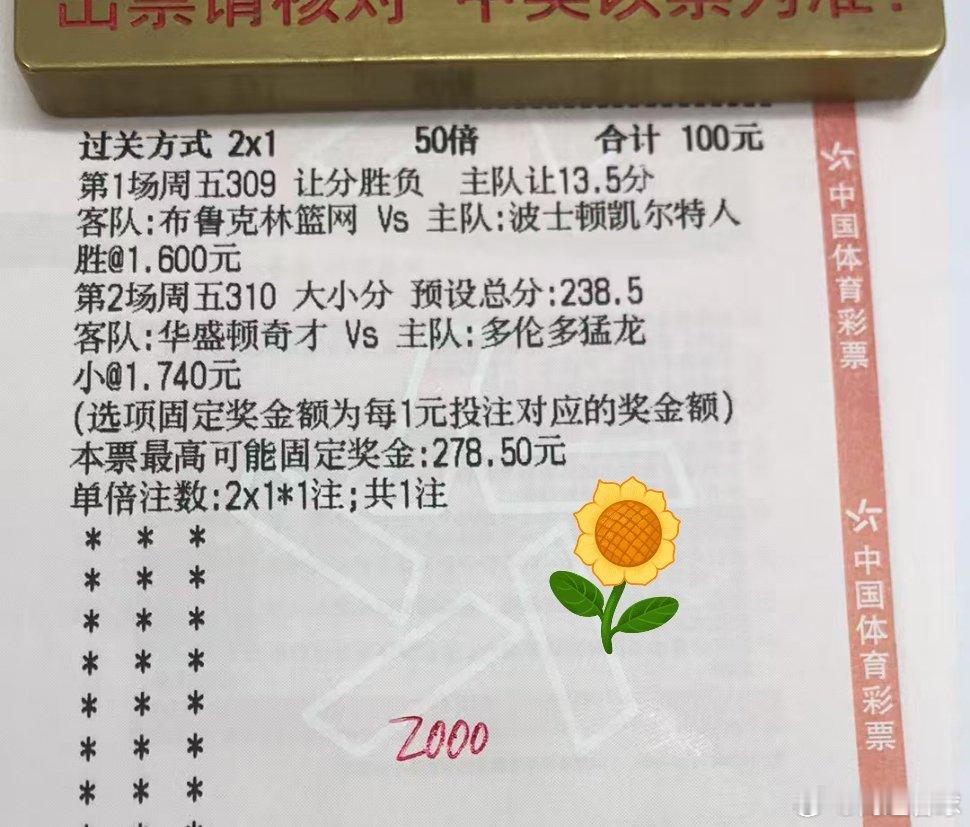 出票请核对 中奖以票为准!
过关方式 2x1 50倍 合计 100元
第1场周五309 让分胜负 主队让13.5分
客队:布鲁克林篮网 Vs 主队:波士顿凯尔特人
胜@1.600元
第2场周五310 大小分 预设总分:238.5
客队:华盛顿奇才 Vs 主队:多伦多猛龙
小@1.740元
(选项固定奖金额为每1元投注对应的奖金额)
本票最高可能固定奖金:278.50元
单倍注数:2x1*1注;共1注
* * *
* * *
* * *
* * *
* * *
* * *
* * *
2000
中国体育彩票
中国体育彩票